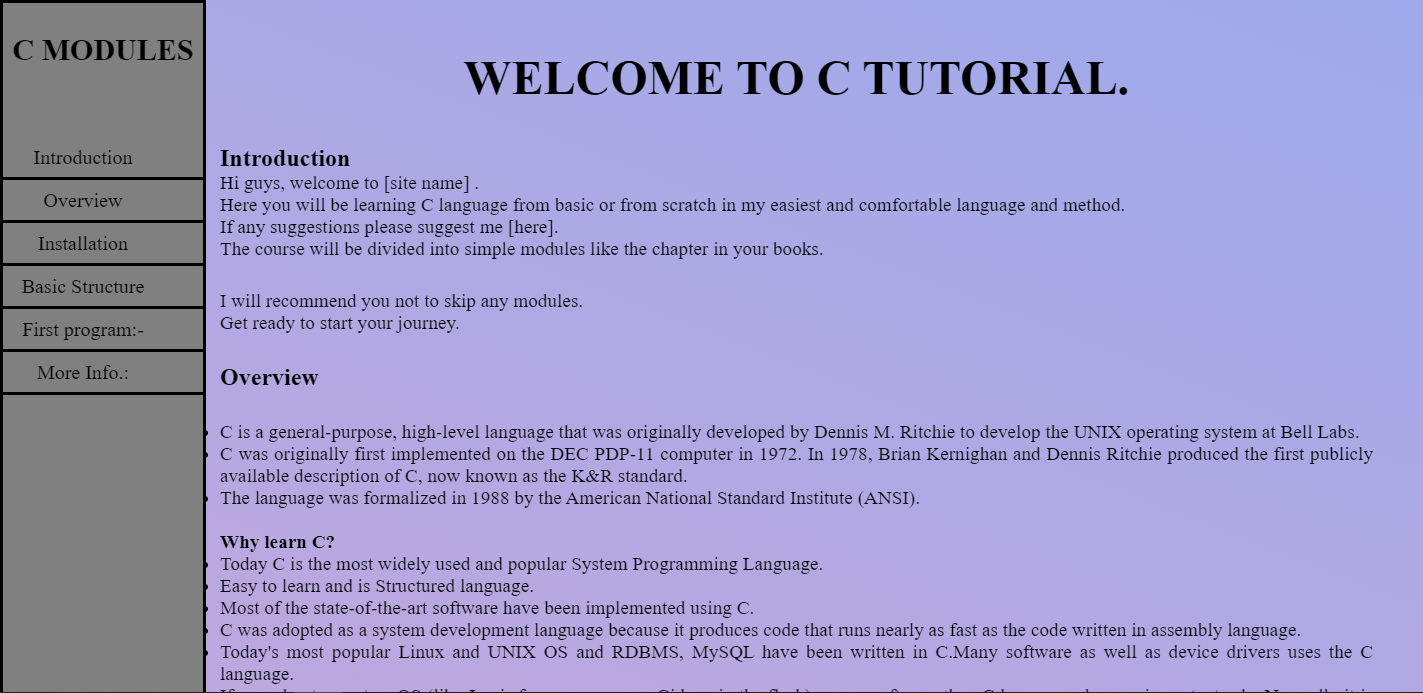 C MODULES
Introduction
Overview
Installation
Basic Structure
First program:-
More Info.:
WELCOME TO C TUTORIAL.
Introduction
Hi guys, welcome to [site name] .
Here you will be learning C language from basic or from scratch in my easiest and comfortable language and method.
If any suggestions please suggest me [here].
The course will be divided into simple modules like the chapter in your books.
I will recommend you not to skip any modules.
Get ready to start your journey.
Overview
C is a general-purpose, high-level language that was originally developed by Dennis M. Ritchie to develop the UNIX operating system at Bell Labs.
C was originally first implemented on the DEC PDP-11 computer in 1972. In 1978, Brian Kernighan and Dennis Ritchie produced the first publicly
available description of C, now known as the K&R standard.
The language was formalized in 1988 by the American National Standard Institute (ANSI).
Why learn C?
Today C is the most widely used and popular System Programming Language.
Easy to learn and is Structured language.
Most of the state-of-the-art software have been implemented using C.
C was adopted as a system development language because it produces code that runs nearly as fast as the code written in assembly language.
Today's most popular Linux and UNIX OS and RDBMS, MySQL have been written in C.Many software as well as device drivers uses the C
language.